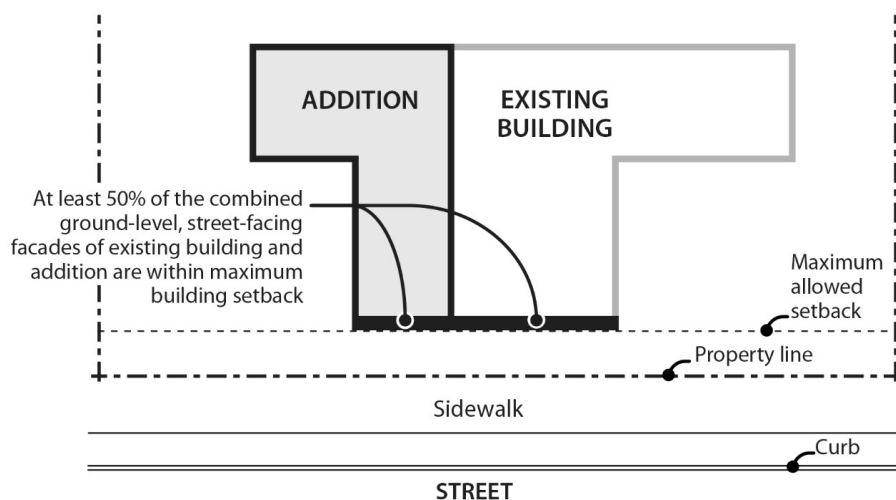 ADDITION
EXISTING
BUILDING
At least 50% of the combined
ground-level, street-facing
facades of existing building and
addition are within maximum
building setback
Maximum
allowed
setback
Property line
Sidewalk
Curb
STREET